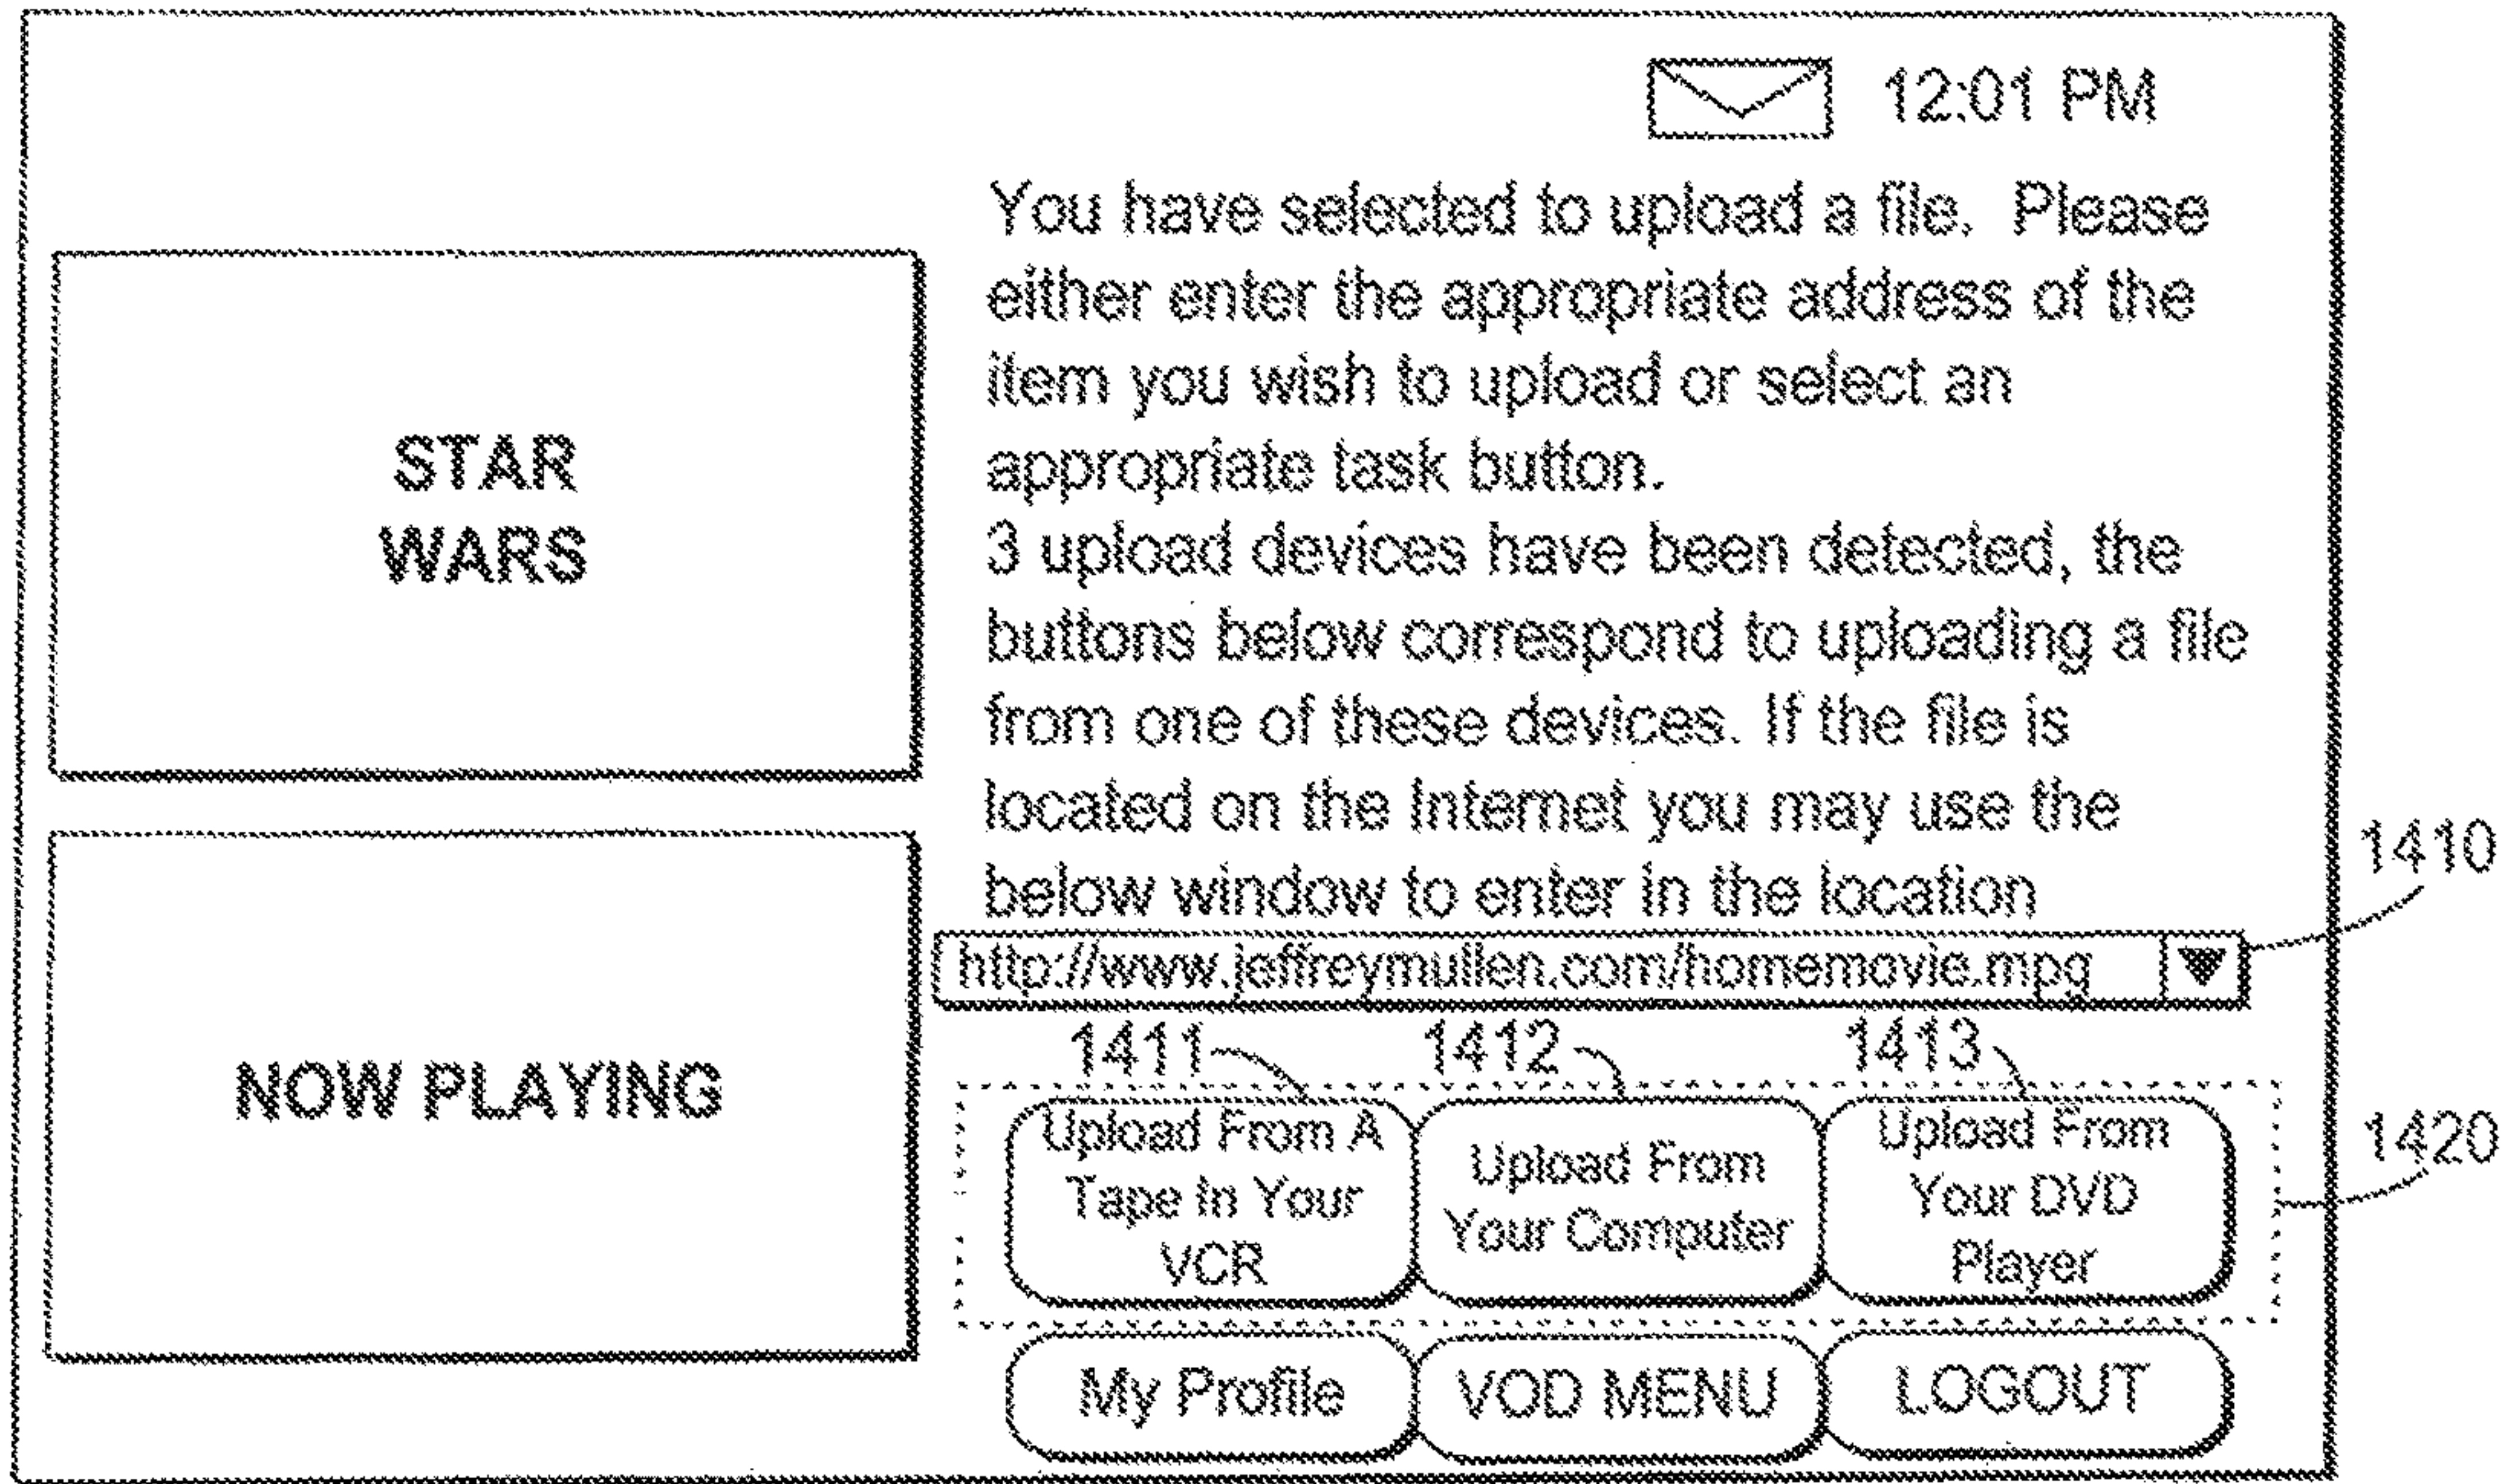 12:01 PM
You have selected to upload a file. Please
either enter the appropriate address of the
item you wish to upload or select an
appropriate task button.
3 upload devices have been detected, the
buttons below correspond to uploading a file
from one of these devices. If the file is
located on the Internet you may use the
below window to enter in the location
http://www.jeffreymullen.com/homemovie.mpg
1410
STAR
WARS
NOW PLAYING
1411
1412
1413
1420
Upload From A
Tape In Your
VCR
Upload From
Your Computer
Upload From
Your DVD
Player
My Profile
VOD MENU
LOGOUT